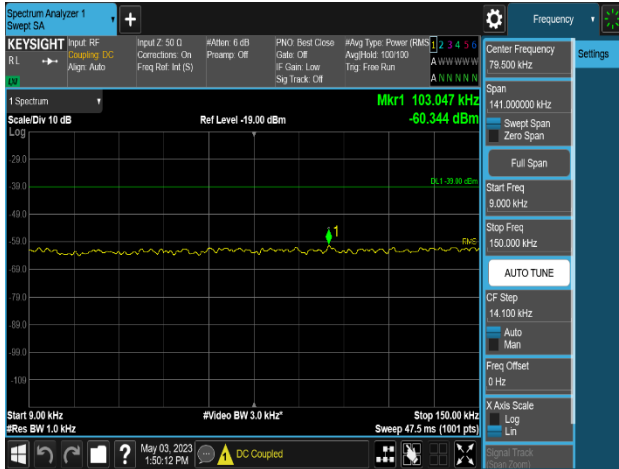 Spectrum Analyzer 1
Swept SA
+
Frequency
KEYSIGHT
R L
Input: RF
Coupling: DC
Align: Auto
Input Z: 50 Ω
Corrections: On
Freq Ref: Int (S)
#Atten: 6 dB
Preamp: Off
PNO: Best Close
Gate: Off
IF Gain: Low
Sig Track: Off
#Avg Type: Power (RMS
Avg|Hold: 100/100
Trig: Free Run
1 2 3 4 5 6
A W W W W W
A N N N N N
1 Spectrum
Scale/Div 10 dB
Log
Ref Level -19.00 dBm
Mkr1 103.047 kHz
-60.344 dBm
-29.0
-39.0
DL1 -39.00 dBm
-49.0
1
-59.0
RMS
-69.0
-79.0
-89.0
-99.0
-109
Start 9.00 kHz
#Res BW 1.0 kHz
#Video BW 3.0 kHz*
Stop 150.00 kHz
Sweep 47.5 ms (1001 pts)
?
May 03, 2023
1:50:12 PM
DC Coupled
Center Frequency
79.500 kHz
Settings
Span
141.000000 kHz
Swept Span
Zero Span
Full Span
Start Freq
9.000 kHz
Stop Freq
150.000 kHz
AUTO TUNE
CF Step
14.100 kHz
Auto
Man
Freq Offset
0 Hz
X Axis Scale
Log
Lin
Signal Track
(Span Zoom)